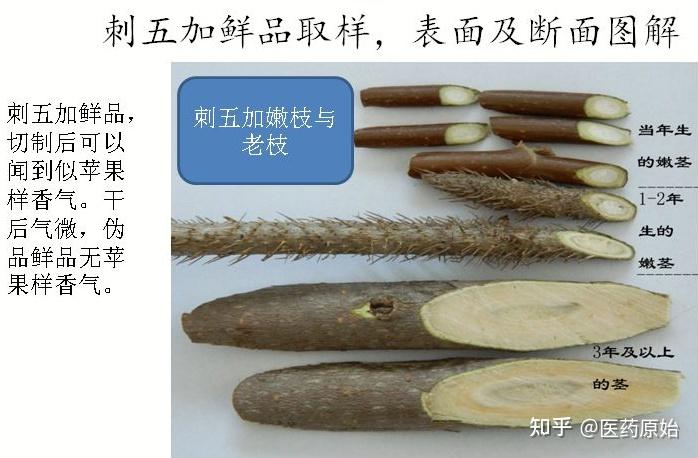 刺五加鲜品取样，表面及断面图解
刺五加鲜品，
切制后可以
闻到似苹果
样香气。干
后气微，伪
品鲜品无苹
果样香气。
刺五加嫩枝与
老枝
当年生
的嫩茎
1-2年
生的
嫩茎
3年及以上
的茎
知乎 @医药原始